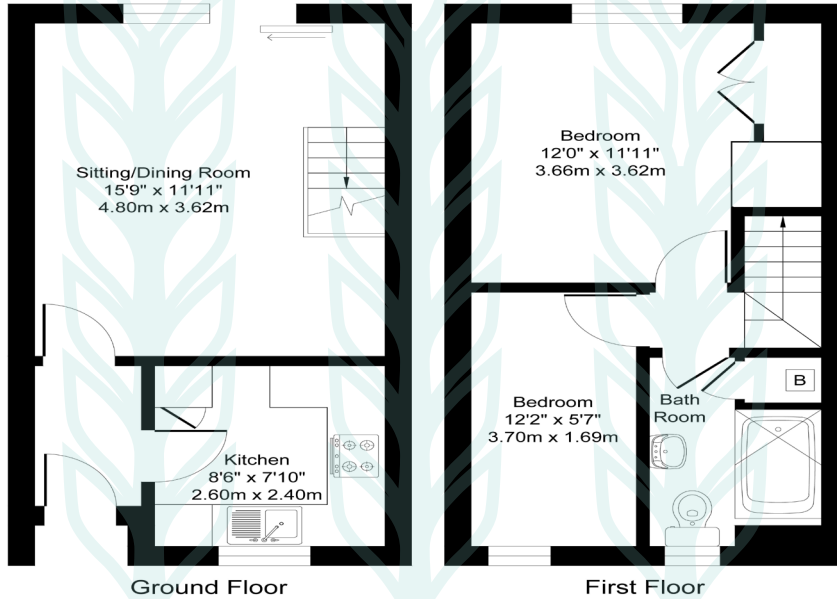 Sitting/Dining Room
15'9" x 11'11"
4.80m x 3.62m
Kitchen
8'6" x 7'10"
2.60m x 2.40m
Ground Floor
Bedroom
12'0" x 11'11"
3.66m x 3.62m
Bedroom
12'2" x 5'7"
3.70m x 1.69m
Bath
Room
B
First Floor